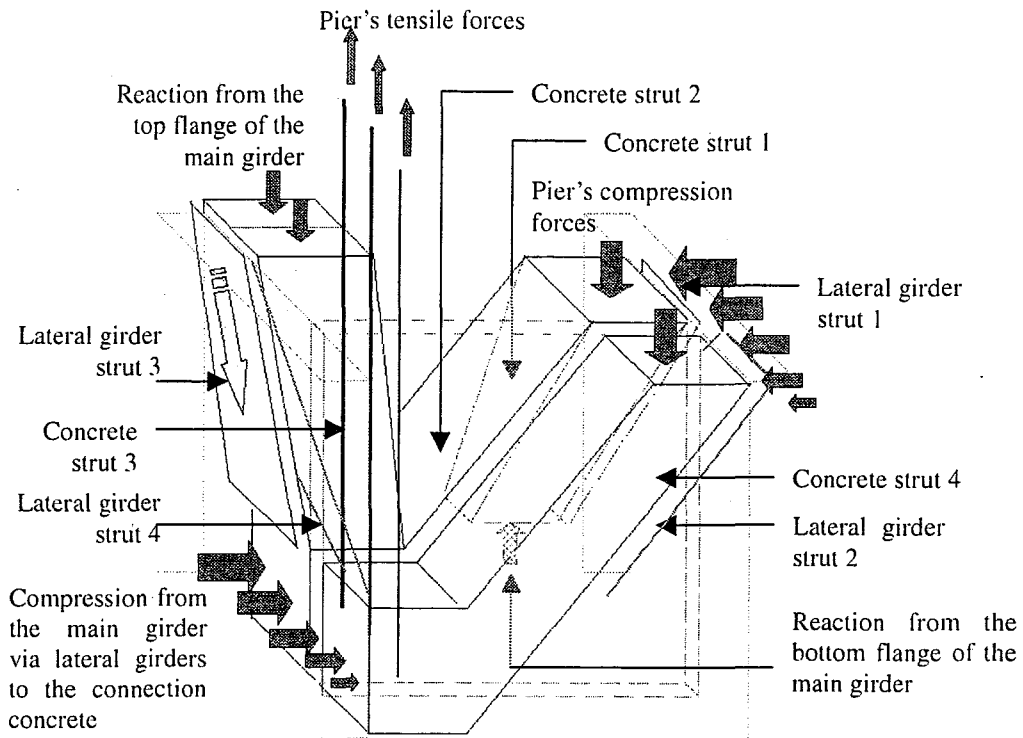 Pier's tensile forces
Reaction from the
top flange of the
main girder
Concrete strut 2
Concrete strut 1
Pier's compression
forces
Lateral girder
strut 1
Lateral girder
strut 3
Concrete
strut 3
Lateral girder
strut 4
Concrete strut 4
Lateral girder
strut 2
Compression from
the main girder
via lateral girders
to the connection
concrete
Reaction from the
bottom flange of the
main girder